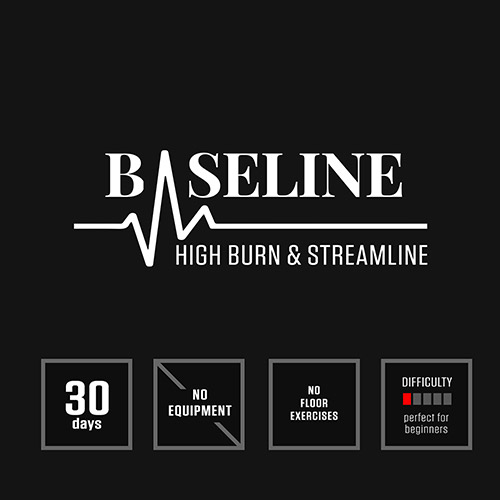 BASELINE
HIGH BURN & STREAMLINE
30
days
NO
EQUIPMENT
NO
FLOOR
EXERCISES
DIFFICULTY
perfect for
beginners